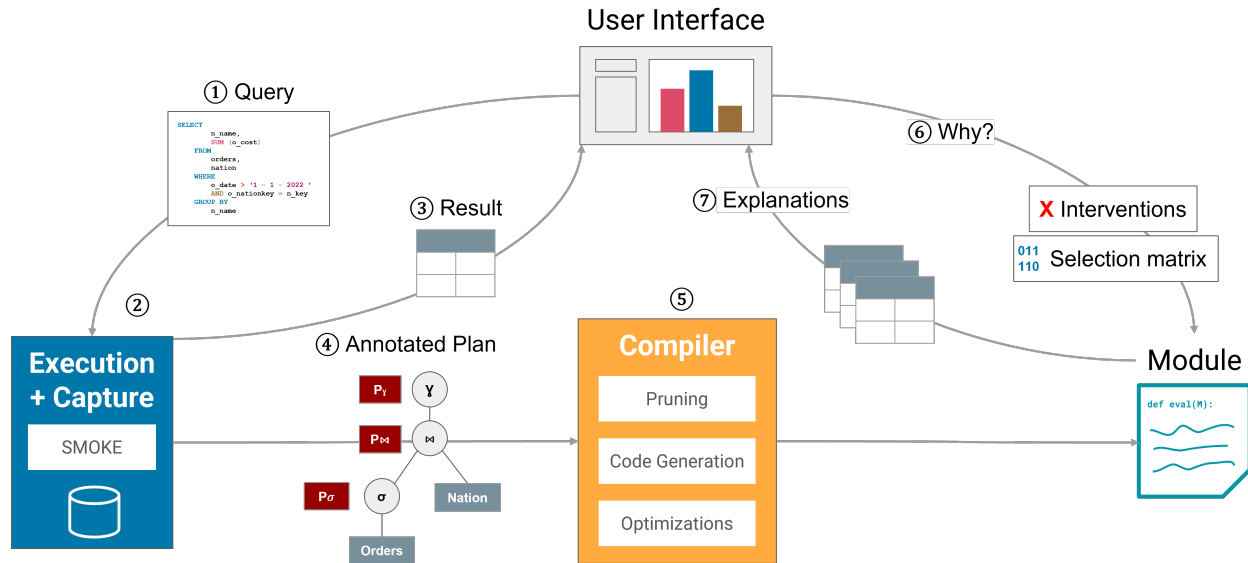 User Interface
① Query
SELECT
n_name,
SUM (o_cost)
FROM
orders,
nation
WHERE
o_date > '1 - 1 - 2022 '
AND o_nationkey = n_key
GROUP BY
n_name;
②
③ Result
④ Annotated Plan
Pγ
γ
P⋈
⋈
Pσ
σ
Nation
Orders
Execution
+ Capture
SMOKE
⑤
Compiler
Pruning
Code Generation
Optimizations
⑥ Why?
X Interventions
011
110
Selection matrix
⑦ Explanations
Module
def eval(M):